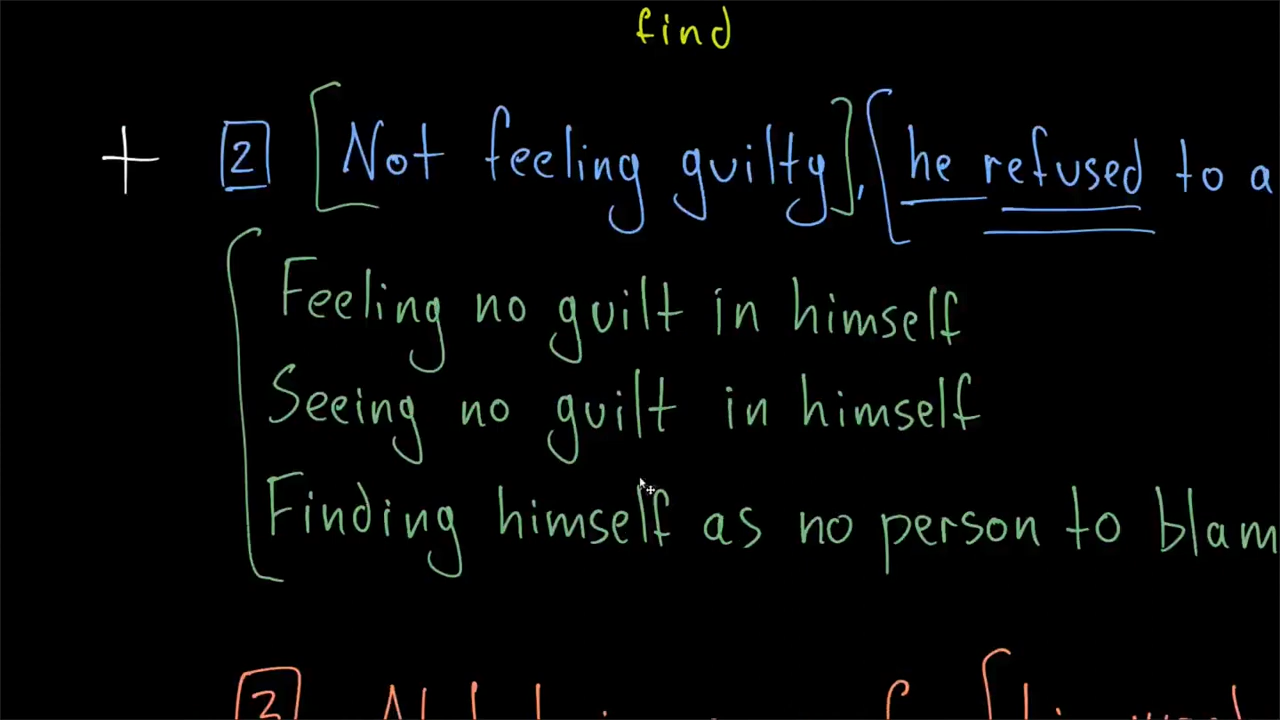 find
+ 2 [Not feeling guilty], [he refused to a
Feeling no guilt in himself
Seeing no guilt in himself
Finding himself as no person to blam
3